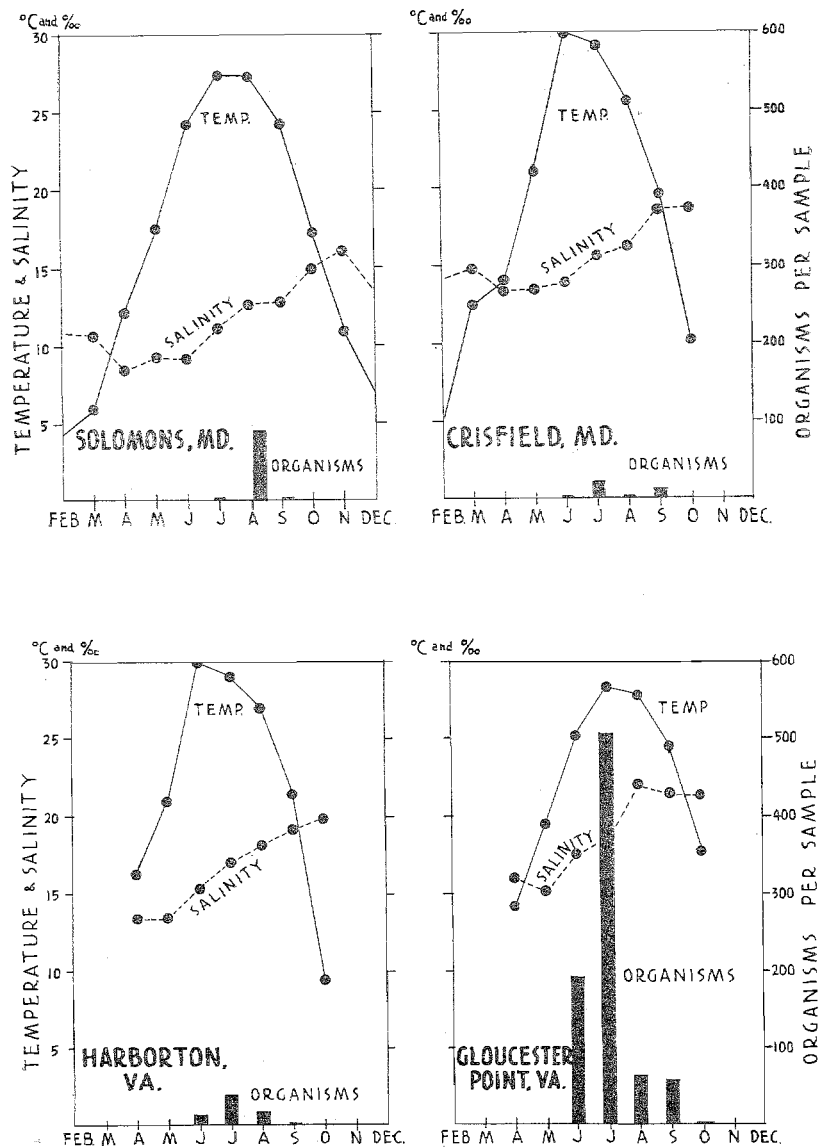 °C and ‰
30
25
20
15
10
5
TEMPERATURE & SALINITY
TEMP.
SALINITY
SOLOMONS, MD.
ORGANISMS
FEB. M A M J J A S O N DEC.
°C and ‰
600
500
400
300
200
100
ORGANISMS PER SAMPLE
TEMP.
SALINITY
CRISFIELD, MD.
ORGANISMS
FEB. M A M J J A S O N DEC.
°C and ‰
30
25
20
15
10
5
TEMPERATURE & SALINITY
TEMP.
SALINITY
HARBORTON,
VA.
ORGANISMS
FEB. M A M J J A S O N DEC.
°C and ‰
600
500
400
300
200
100
ORGANISMS PER SAMPLE
TEMP
SALINITY
ORGANISMS
GLOUCESTER
POINT, VA.
FEB. M A M J J A S O N DEC.